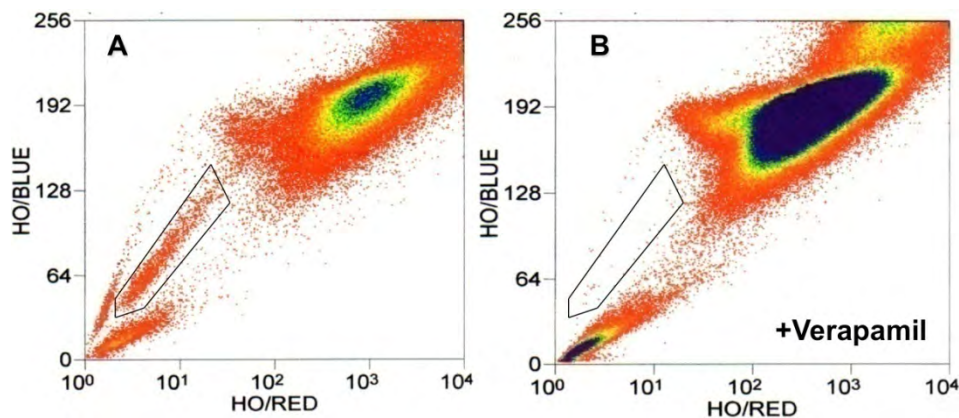 A
256
192
128
64
0
HO/BLUE
10⁰ 10¹ 10² 10³ 10⁴
HO/RED
B
256
192
128
64
0
HO/BLUE
+Verapamil
10⁰ 10¹ 10² 10³ 10⁴
HO/RED